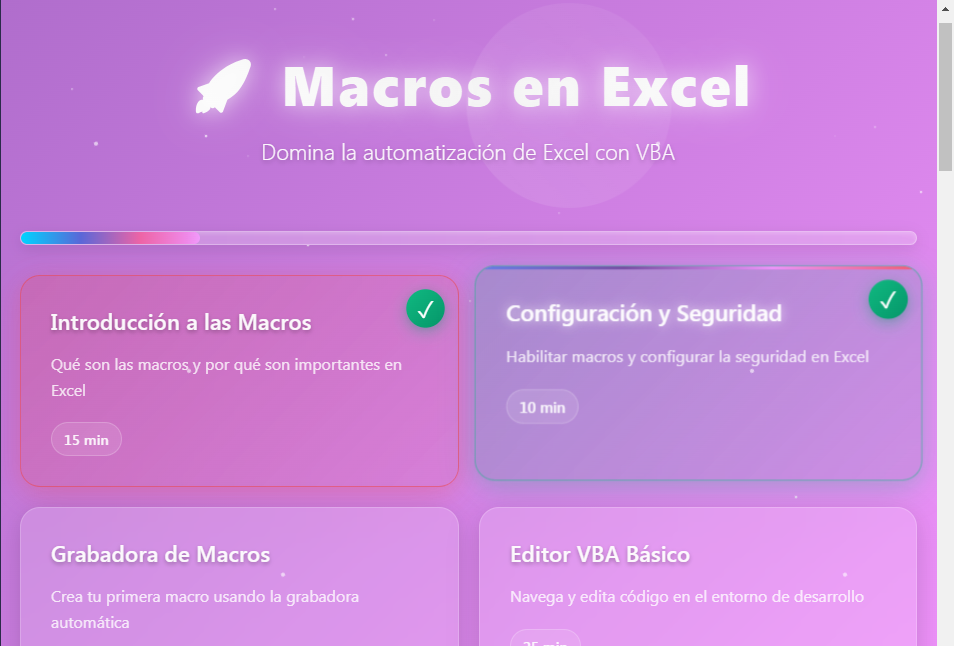 Macros en Excel
Domina la automatización de Excel con VBA
Introducción a las Macros
Qué son las macros y por qué son importantes en
Excel
15 min
Configuración y Seguridad
Habilitar macros y configurar la seguridad en Excel
10 min
Grabadora de Macros
Crea tu primera macro usando la grabadora
automática
Editor VBA Básico
Navega y edita código en el entorno de desarrollo